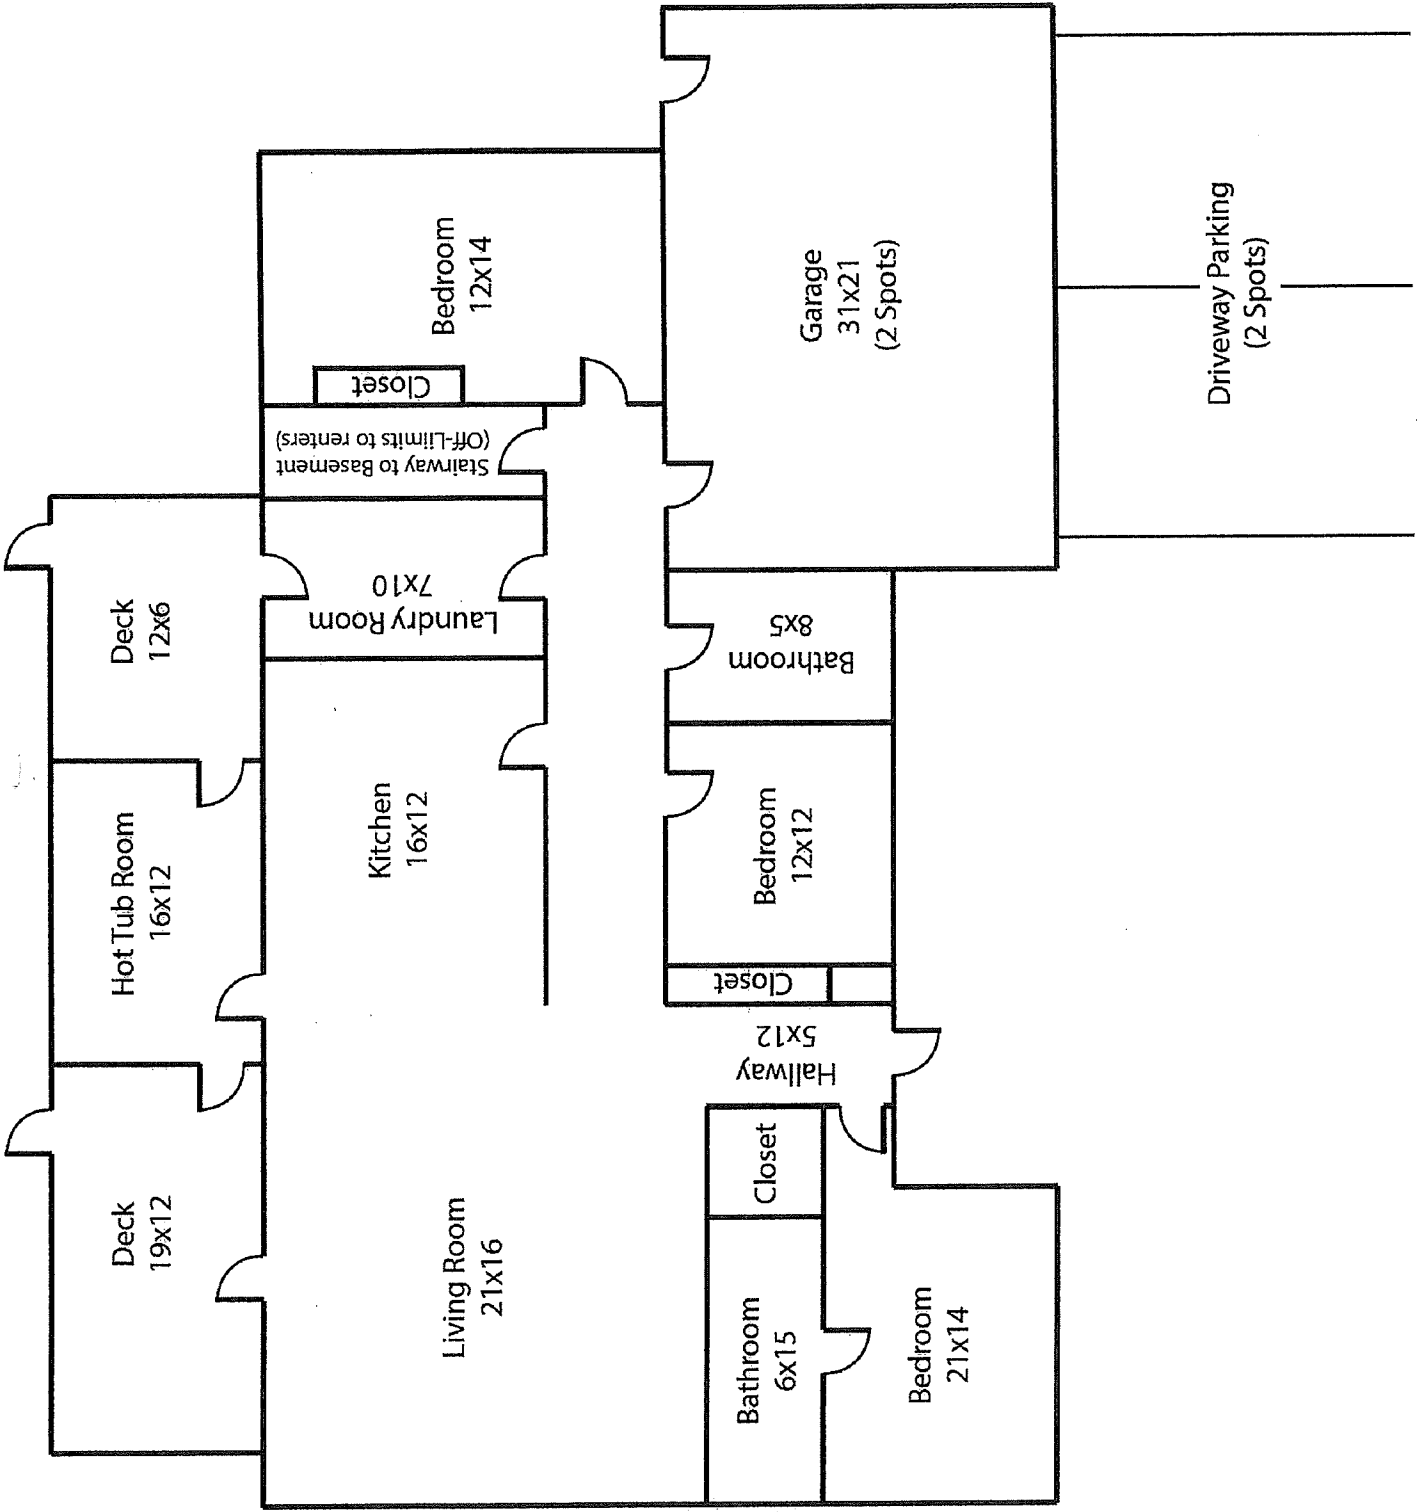 Deck
19x12
Hot Tub Room
16x12
Deck
12x6
Living Room
21x16
Kitchen
16x12
Laundry Room
7x10
Stairway to Basement
(Off-Liimits to renters)
Closet
Bedroom
12x14
Bathroom
6x15
Closet
Hallway
5x12
Closet
Bedroom
12x12
Bathroom
8x5
Garage
31x21
(2 Spots)
Bedroom
21x14
Driveway Parking
(2 Spots)